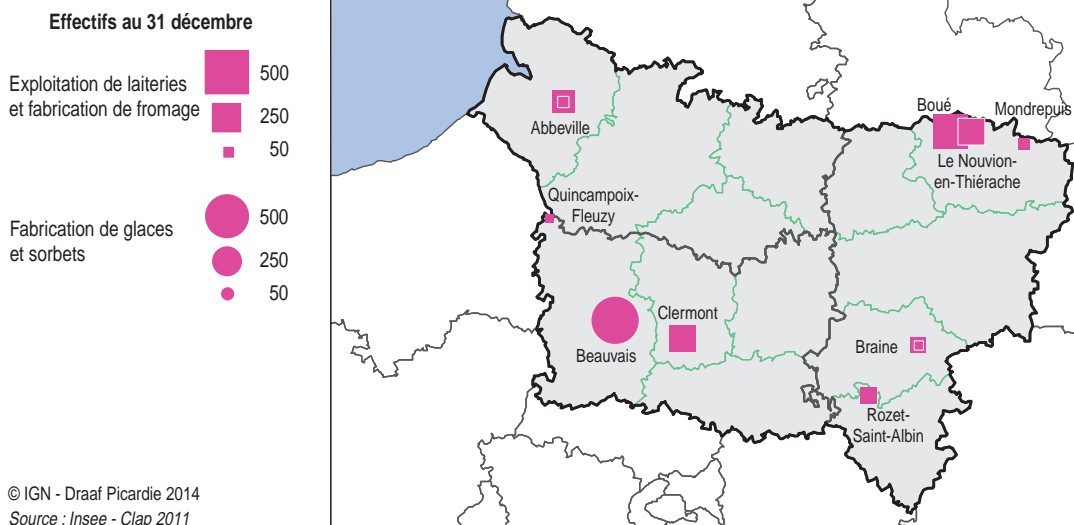 Effectifs au 31 décembre
Exploitation de laiteries
et fabrication de fromage
500
250
50
Fabrication de glaces
et sorbets
500
250
50
© IGN - Draaf Picardie 2014
Source : Insee - Clap 2011
Abbeville
Boué
Mondrepuis
Le Nouvion-
en-Thiérache
Quincampoix-
Fleuzy
Beauvais
Clermont
Braine
Rozet-
Saint-Albin